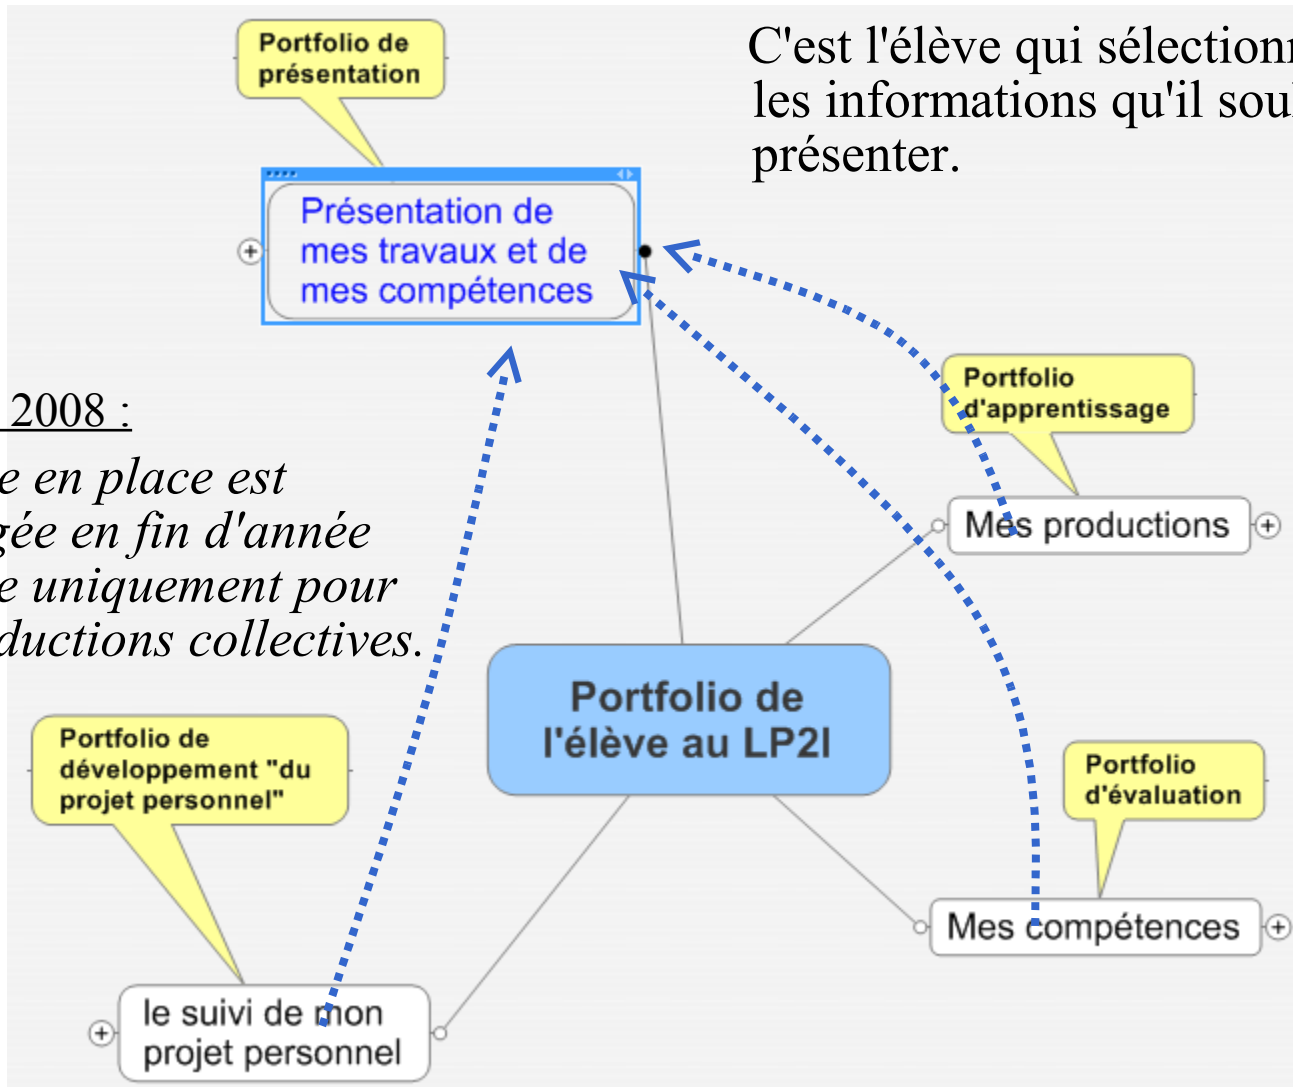 Portfolio de
présentation
C'est l'élève qui sélectionn
les informations qu'il soul
présenter.
Présentation de
mes travaux et de
mes compétences
2008 :
e en place est
gée en fin d'année
e uniquement pour
ductions collectives.
Portfolio
d'apprentissage
Mes productions
Portfolio de
l'élève au LP2I
Portfolio de
développement "du
projet personnel"
Portfolio
d'évaluation
Mes compétences
le suivi de mon
projet personnel